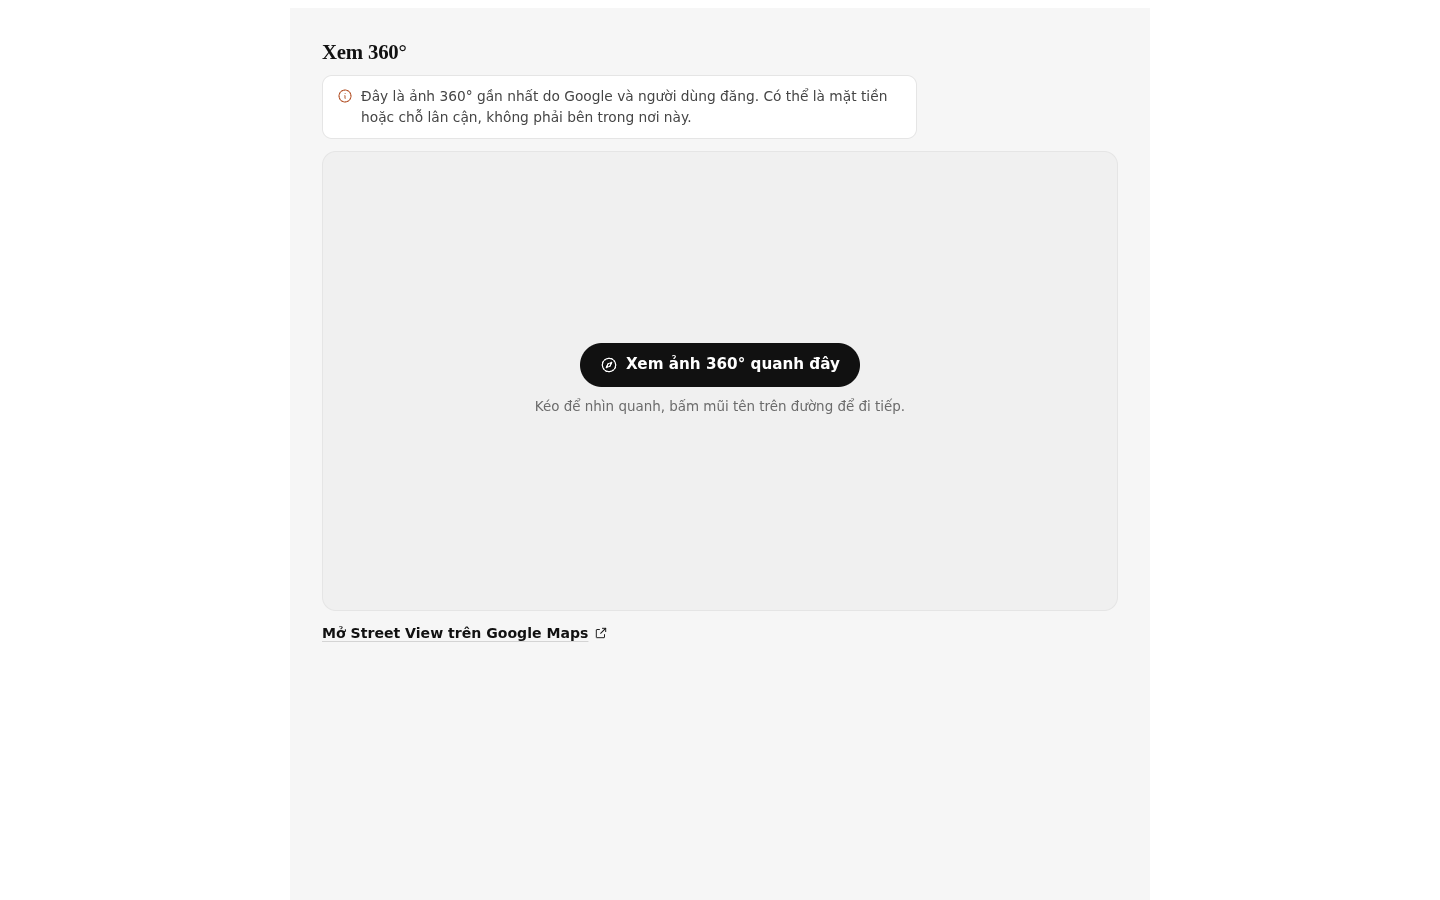 Xem 360°
Đây là ảnh 360° gần nhất do Google và người dùng đăng. Có thể là mặt tiền
hoặc chỗ lân cận, không phải bên trong nơi này.
Xem ảnh 360° quanh đây
Kéo để nhìn quanh, bấm mũi tên trên đường để đi tiếp.
Mở Street View trên Google Maps